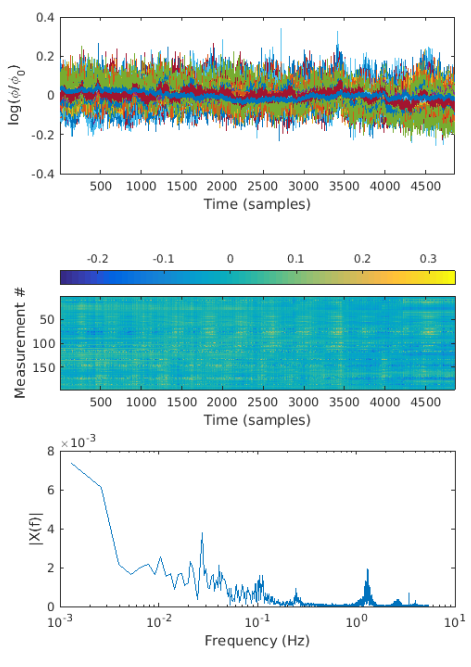 0.4
0.2
0
-0.2
-0.4
log(ϕ/ϕ0)
500 1000 1500 2000 2500 3000 3500 4000 4500
Time (samples)
-0.2 -0.1 0 0.1 0.2 0.3
50
100
150
Measurement #
500 1000 1500 2000 2500 3000 3500 4000 4500
Time (samples)
×10-3
8
6
4
2
0
|X(f)|
10-3 10-2 10-1 100 101
Frequency (Hz)